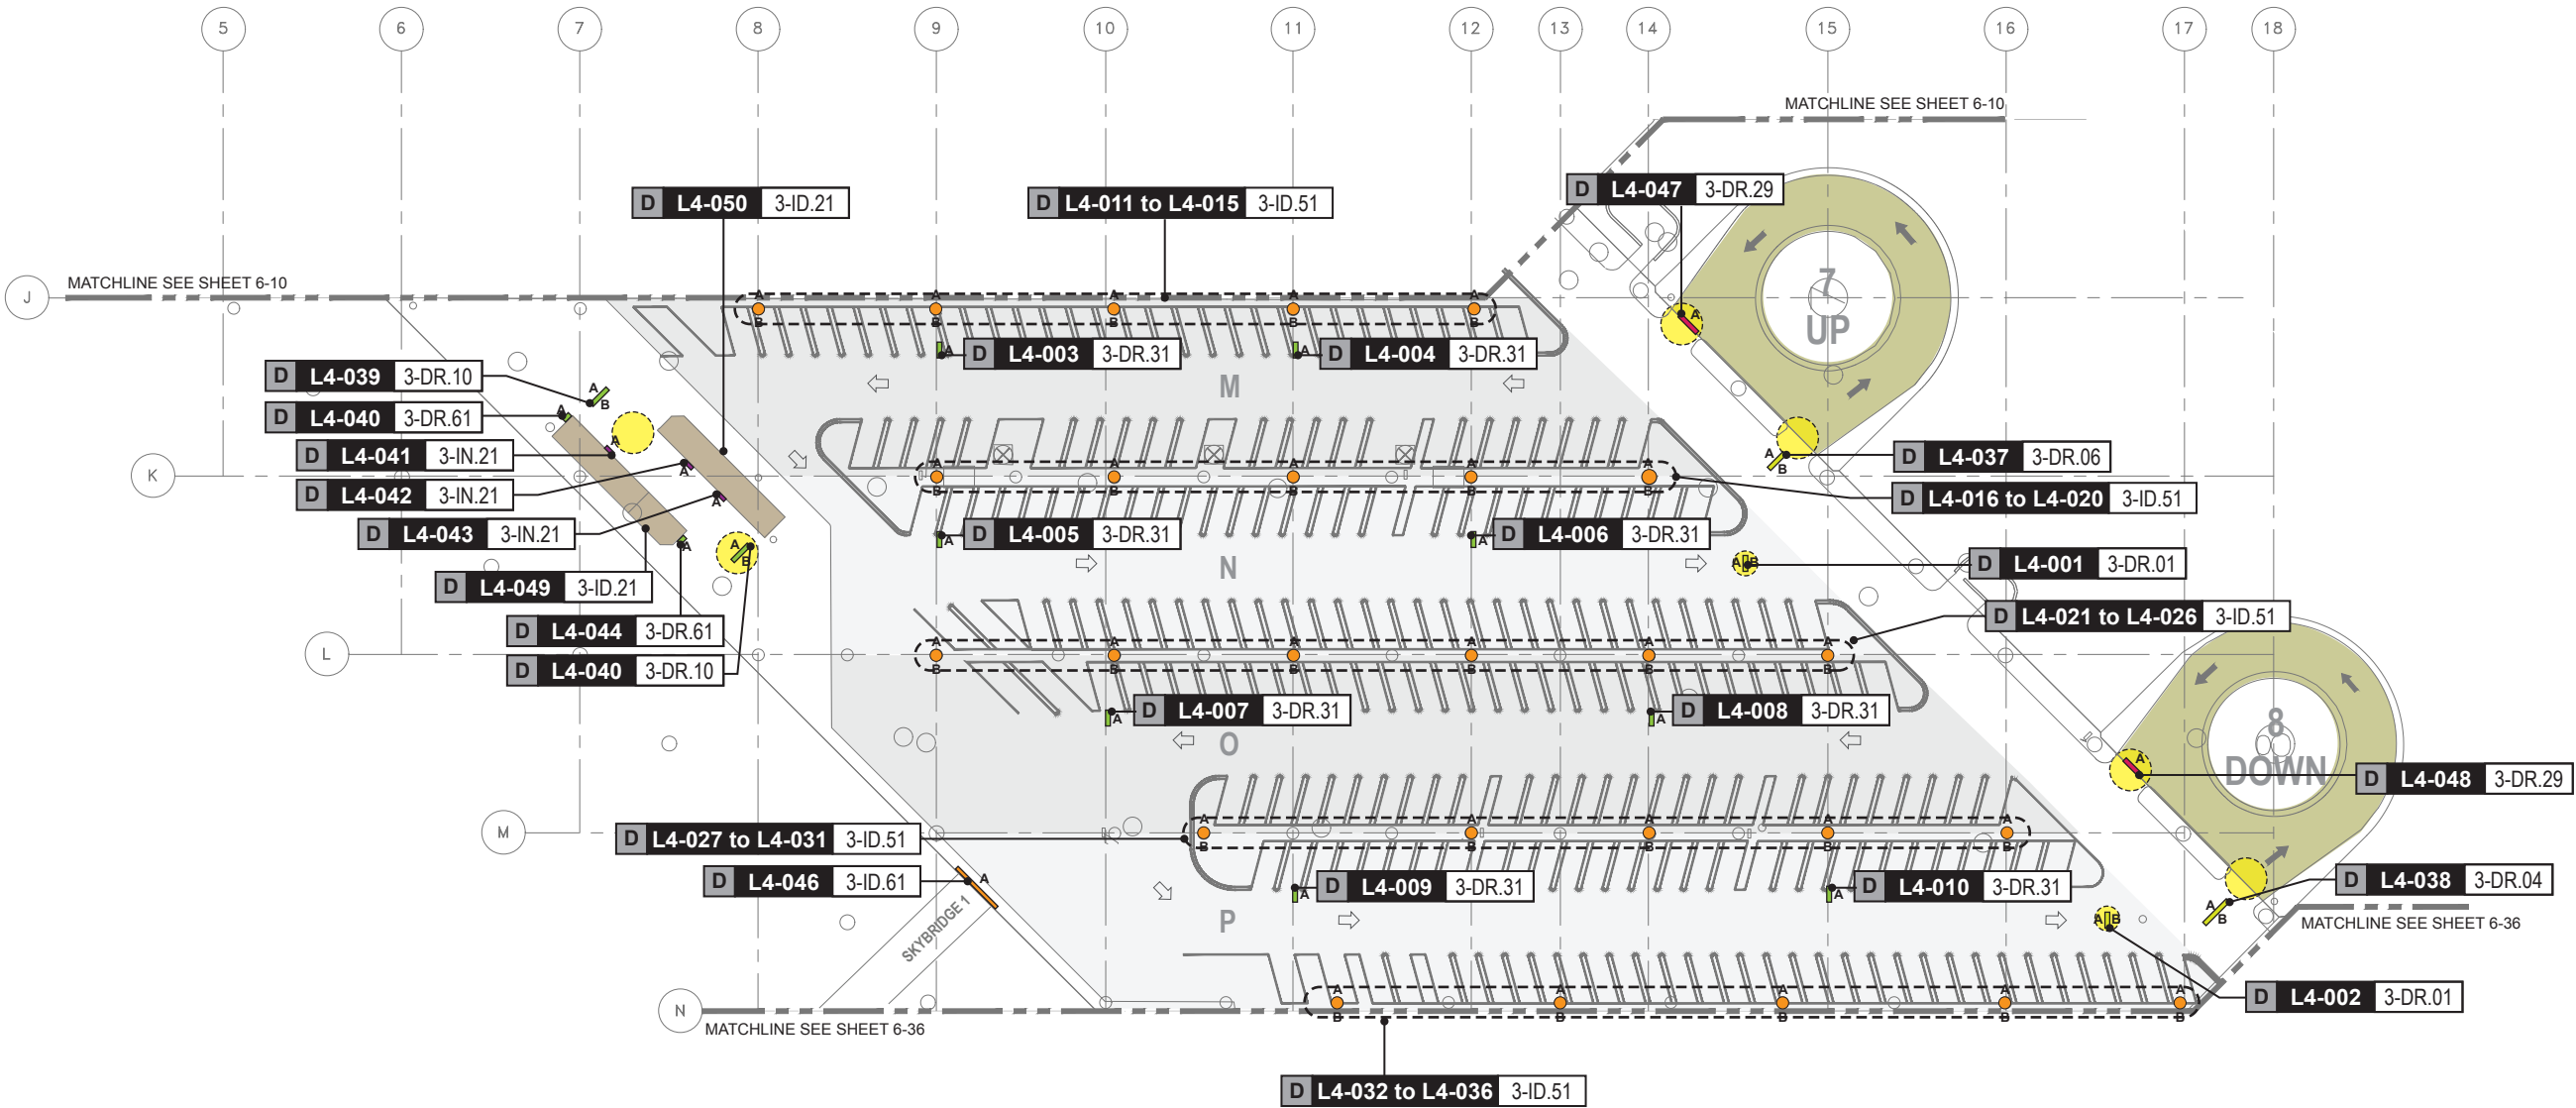 5 6 7 8 9 10 11 12 13 14 15 16 17 18
MATCHLINE SEE SHEET 6-10
D L4-050 3-ID.21
D L4-011 to L4-015 3-ID.51
D L4-047 3-DR.29
J
MATCHLINE SEE SHEET 6-10
7
UP
A A A A A
B B B B B
A
D L4-003 3-DR.31
A
D L4-004 3-DR.31
A
D L4-039 3-DR.10
A
B
M
D L4-040 3-DR.61
A
D L4-041 3-IN.21
A
D L4-037 3-DR.06
A
B
K
A A A A A
B B B B B
D L4-042 3-IN.21
A
D L4-016 to L4-020 3-ID.51
D L4-043 3-IN.21
A
D L4-005 3-DR.31
A
D L4-006 3-DR.31
A
A
B
A B
D L4-001 3-DR.01
N
D L4-049 3-ID.21
D L4-021 to L4-026 3-ID.51
D L4-044 3-DR.61
L
A A A A A A
B B B B B B
D L4-040 3-DR.10
D L4-007 3-DR.31
A
D L4-008 3-DR.31
A
8
DOWN
O
A
D L4-048 3-DR.29
M
D L4-027 to L4-031 3-ID.51
A A A A A
B B B B B
D L4-046 3-ID.61
A
D L4-009 3-DR.31
A
D L4-010 3-DR.31
A
D L4-038 3-DR.04
A
B
SKYBRIDGE 1
P
A B
MATCHLINE SEE SHEET 6-36
N
A A A A A
B B B B B
D L4-002 3-DR.01
MATCHLINE SEE SHEET 6-36
D L4-032 to L4-036 3-ID.51